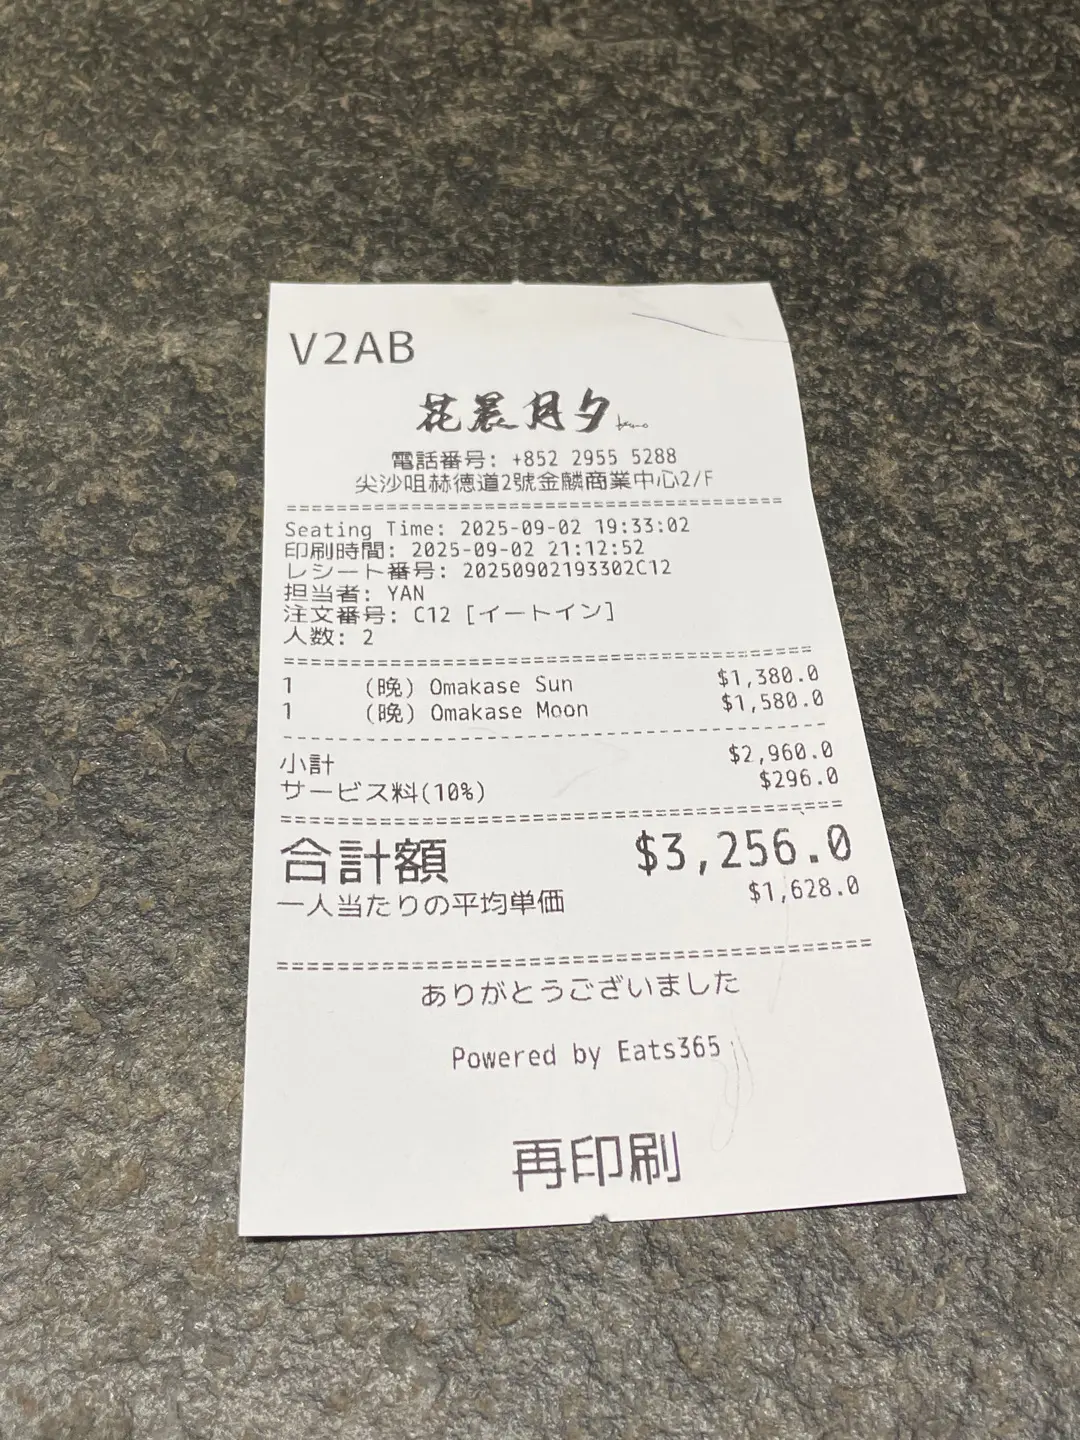 V2AB
花晨月夕
電話番号: +852 2955 5288
尖沙咀赫德道2號金麟商業中心2/F
Seating Time: 2025-09-02 19:33:02
印刷時間: 2025-09-02 21:12:52
レシート番号: 20250902193302C12
担当者: YAN
注文番号: C12 [イートイン]
人数: 2
1 (晩) Omakase Sun $1,380.0
1 (晩) Omakase Moon $1,580.0
小計 $2,960.0
サービス料(10%) $296.0
合計額 $3,256.0
一人当たりの平均単価 $1,628.0
ありがとうございました
Powered by Eats365
再印刷